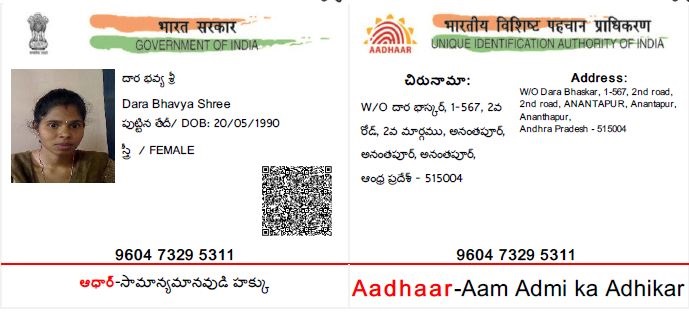 भारत सरकार
GOVERNMENT OF INDIA
దార భవ్య శ్రీ
Dara Bhavya Shree
పుట్టిన తేదీ/ DOB: 20/05/1990
స్త్రీ / FEMALE
9604 7329 5311
ఆధార్-సామాన్యమానవుడి హక్కు
भारतीय विशिष्ट पहचान प्राधिकरण
UNIQUE IDENTIFICATION AUTHORITY OF INDIA
AADHAAR
చిరునామా:
W/O దార భాస్కర్, 1-567, 2వ
రోడ్, 2వ మార్గము, అనంతపూర్,
అనంతపూర్, అనంతపూర్,
ఆంధ్ర ప్రదేశ్ - 515004
Address:
W/O Dara Bhaskar, 1-567, 2nd road,
2nd road, ANANTAPUR, Anantapur,
Ananthapur,
Andhra Pradesh - 515004
9604 7329 5311
Aadhaar-Aam Admi ka Adhikar